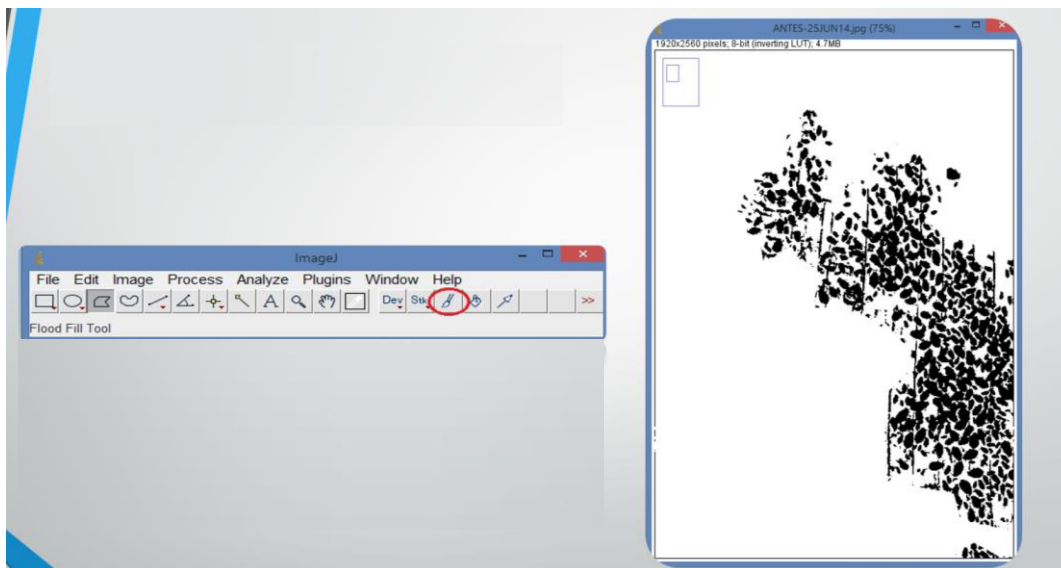 ImageJ
File Edit Image Process Analyze Plugins Window Help
A Dev Stk >>
Flood Fill Tool
ANTES-25JUN14.jpg (75%)
1920x2560 pixels; 8-bit (inverting LUT); 4.7MB